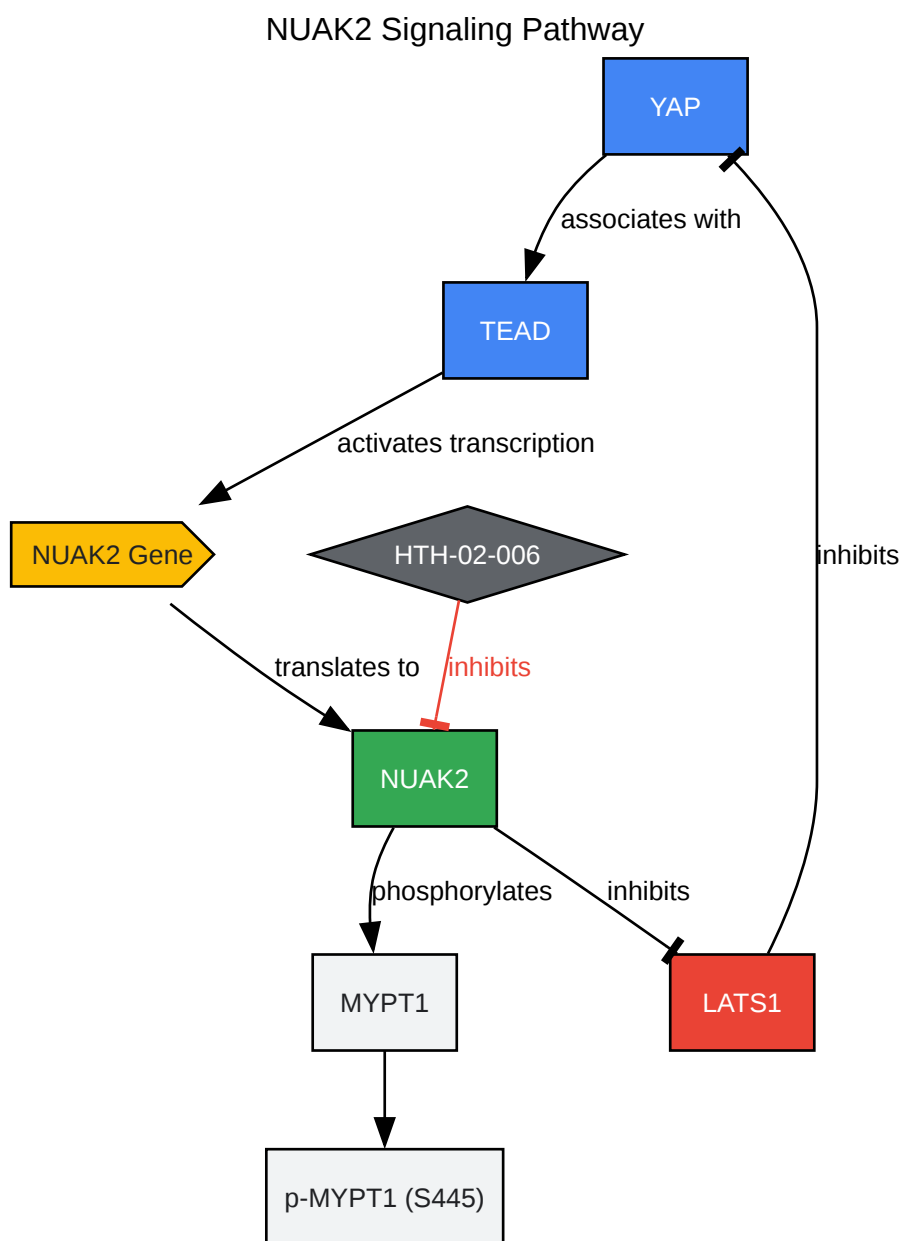 NUAK2 Signaling Pathway
YAP
associates with
TEAD
activates transcription
NUAK2 Gene
HTH-02-006
inhibits
translates to
inhibits
NUAK2
phosphorylates
inhibits
MYPT1
LATS1
p-MYPT1 (S445)